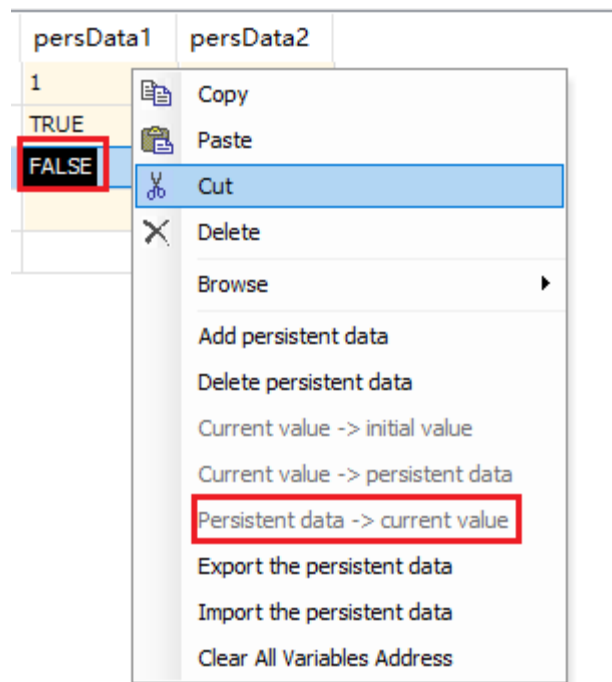 persData1 persData2
1
TRUE
FALSE
Copy
Paste
Cut
Delete
Browse
Add persistent data
Delete persistent data
Current value -> initial value
Current value -> persistent data
Persistent data -> current value
Export the persistent data
Import the persistent data
Clear All Variables Address